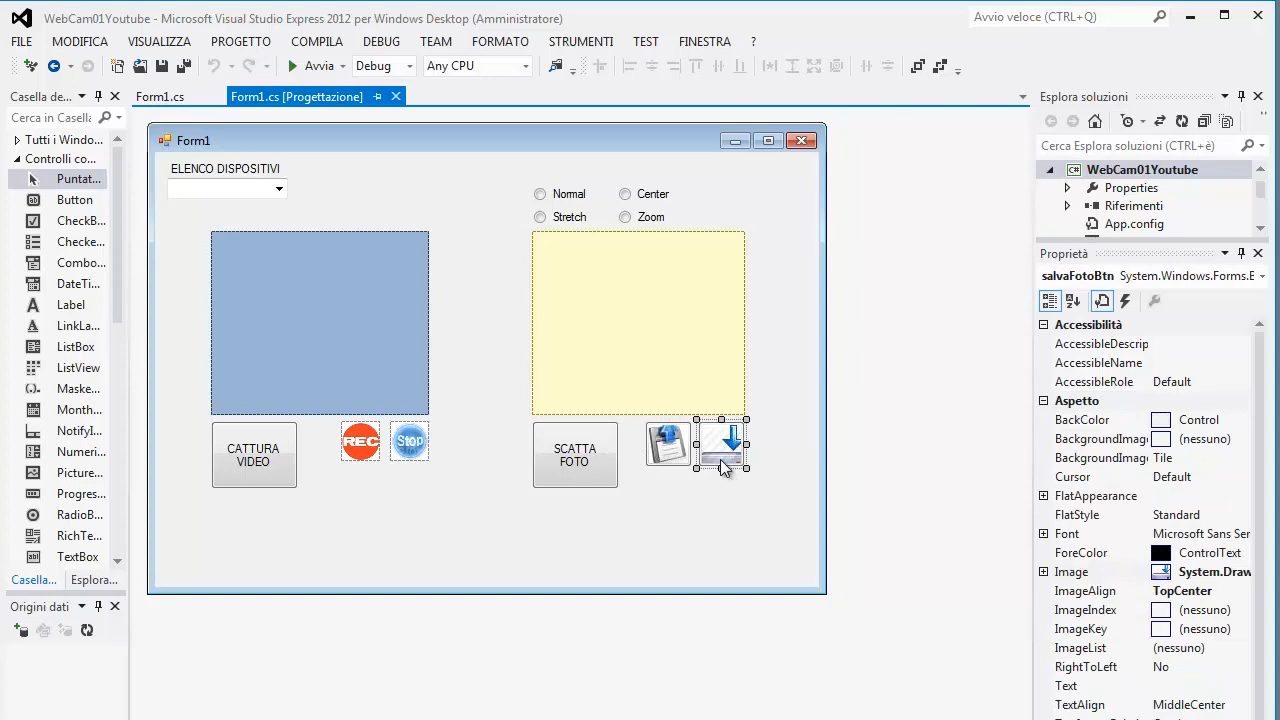 WebCam01Youtube - Microsoft Visual Studio Express 2012 per Windows Desktop (Amministratore)
Avvio veloce (CTRL+Q)
FILE MODIFICA VISUALIZZA PROGETTO COMPILA DEBUG TEAM FORMATO STRUMENTI TEST FINESTRA ?
Avvia Debug Any CPU
Casella de...
Form1.cs Form1.cs [Progettazione]
Esplora soluzioni
Cerca in Casella
Tutti i Windo...
Controlli co...
Puntat...
Button
CheckB...
Checke...
Combo...
DateTi...
Label
LinkLa...
ListBox
ListView
Maske...
Month...
NotifyI...
Numeri...
Picture...
Progres...
RadioB...
RichTe...
TextBox
Casella... Esplora...
Origini dati
Form1
ELENCO DISPOSITIVI
Normal Center
Stretch Zoom
CATTURA
VIDEO
REC Stop
SCATTA
FOTO
Cerca Esplora soluzioni (CTRL+è)
WebCam01Youtube
Properties
Riferimenti
App.config
Proprietà
salvaFotoBtn System.Windows.Forms.B
Accessibilità
AccessibleDescrip
AccessibleName
AccessibleRole Default
Aspetto
BackColor Control
BackgroundImag (nessuno)
BackgroundImag Tile
Cursor Default
FlatAppearance
FlatStyle Standard
Font Microsoft Sans Ser
ForeColor ControlText
Image System.Draw
ImageAlign TopCenter
ImageIndex (nessuno)
ImageKey (nessuno)
ImageList (nessuno)
RightToLeft No
Text
TextAlign MiddleCenter